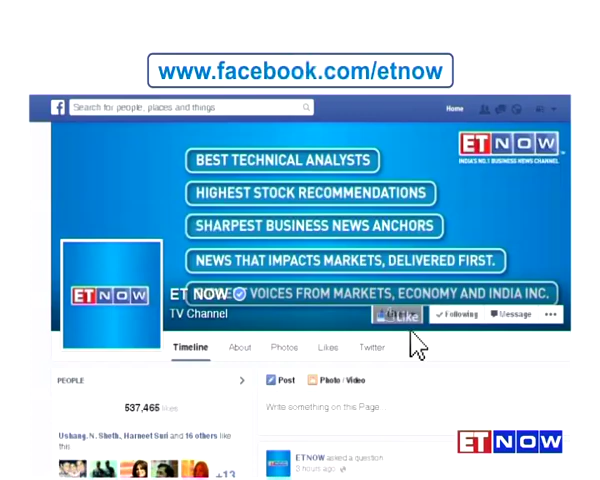 www.facebook.com/etnow
Search for people, places and things
Home
ET NOW
INDIA'S NO.1 BUSINESS NEWS CHANNEL
BEST TECHNICAL ANALYSTS
HIGHEST STOCK RECOMMENDATIONS
SHARPEST BUSINESS NEWS ANCHORS
NEWS THAT IMPACTS MARKETS, DELIVERED FIRST.
VOICES FROM MARKETS, ECONOMY AND INDIA INC.
ET NOW
ET NOW
TV Channel
Like
Following
Message
Timeline
About
Photos
Likes
Twitter
PEOPLE
Post
Photo / Video
537,465 likes
Write something on this Page
Ushang. N. Sheth, Harneet Suri and 16 others like
this
+13
ET NOW
ETNOW asked a question
2 hours ago